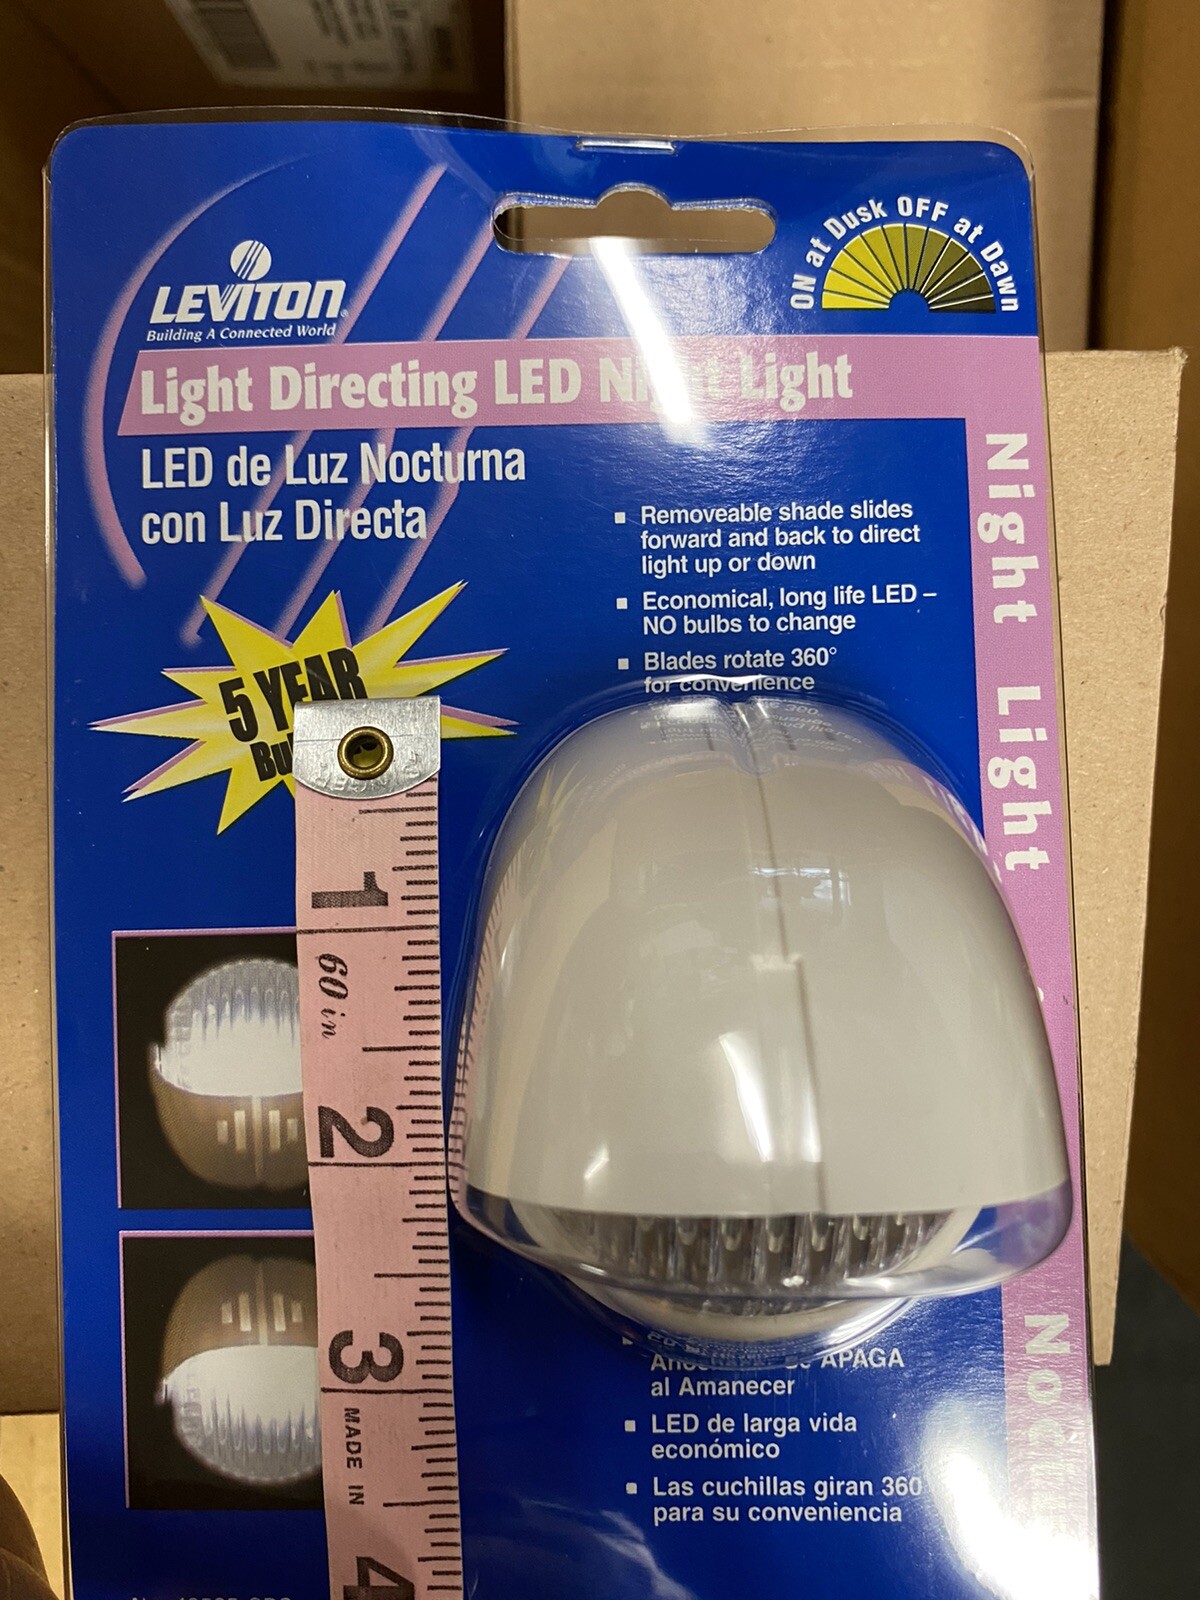 ON at Dusk OFF at Dawn
LEVITON®
Building A Connected World
Light Directing LED Night Light
LED de Luz Nocturna
con Luz Directa
▪ Removeable shade slides
forward and back to direct
light up or down
▪ Economical, long life LED –
NO bulbs to change
▪ Blades rotate 360°
for convenience
5 YEAR
Night Light
1
60 in
2
3
MADE IN
4
APAGA
al Amanecer
▪ LED de larga vida
económico
▪ Las cuchillas giran 360
para su conveniencia